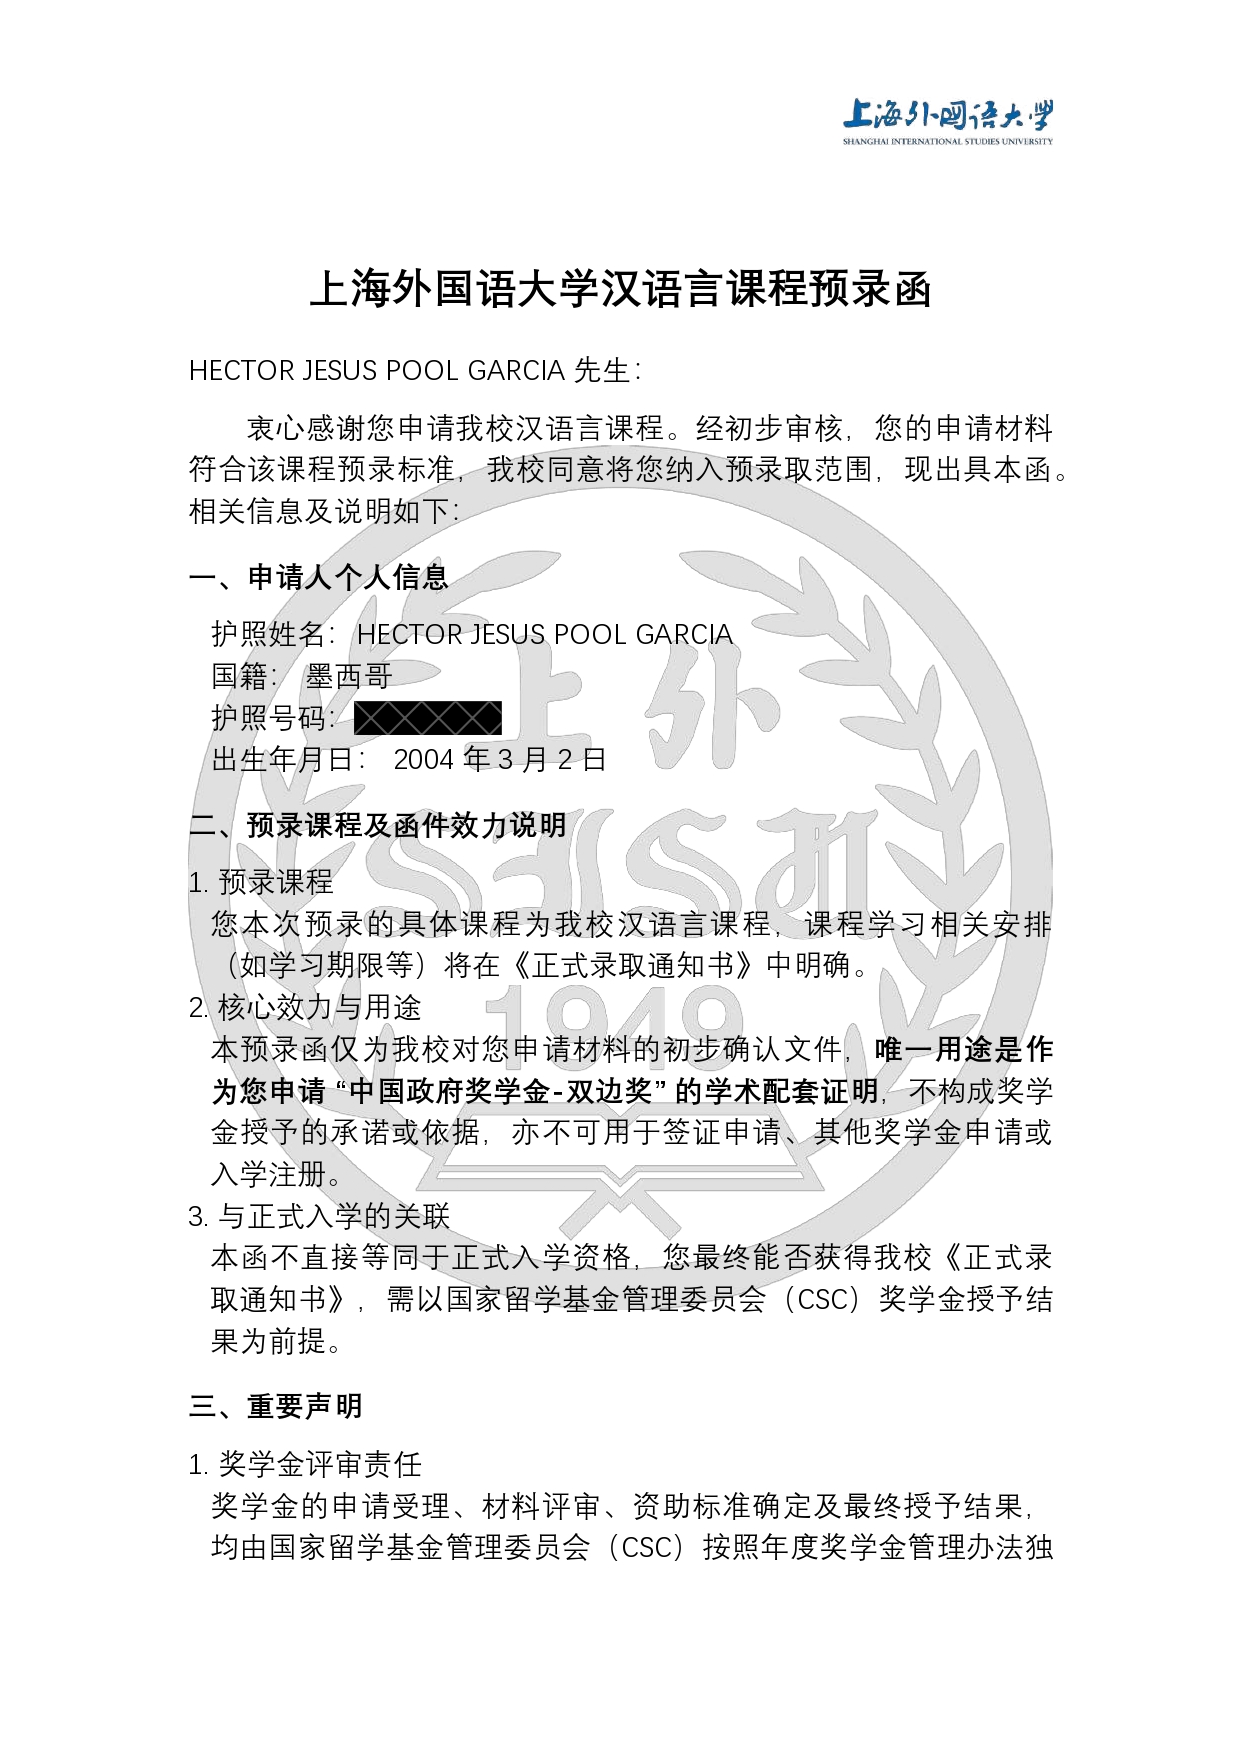 上海外国语大学
SHANGHAI INTERNATIONAL STUDIES UNIVERSITY
上海外国语大学汉语言课程预录函
HECTOR JESUS POOL GARCIA 先生：
衷心感谢您申请我校汉语言课程。经初步审核，您的申请材料
符合该课程预录标准，我校同意将您纳入预录取范围，现出具本函。
相关信息及说明如下：
一、申请人个人信息
护照姓名： HECTOR JESUS POOL GARCIA
国籍： 墨西哥
护照号码：
出生年月日： 2004 年 3 月 2 日
二、预录课程及函件效力说明
1. 预录课程
您本次预录的具体课程为我校汉语言课程，课程学习相关安排
（如学习期限等）将在《正式录取通知书》中明确。
2. 核心效力与用途
本预录函仅为我校对您申请材料的初步确认文件，唯一用途是作
为您申请“中国政府奖学金-双边奖”的学术配套证明，不构成奖学
金授予的承诺或依据，亦不可用于签证申请、其他奖学金申请或
入学注册。
3. 与正式入学的关联
本函不直接等同于正式入学资格，您最终能否获得我校《正式录
取通知书》，需以国家留学基金管理委员会（CSC）奖学金授予结
果为前提。
三、重要声明
1. 奖学金评审责任
奖学金的申请受理、材料评审、资助标准确定及最终授予结果，
均由国家留学基金管理委员会（CSC）按照年度奖学金管理办法独
上外
SISU
1949